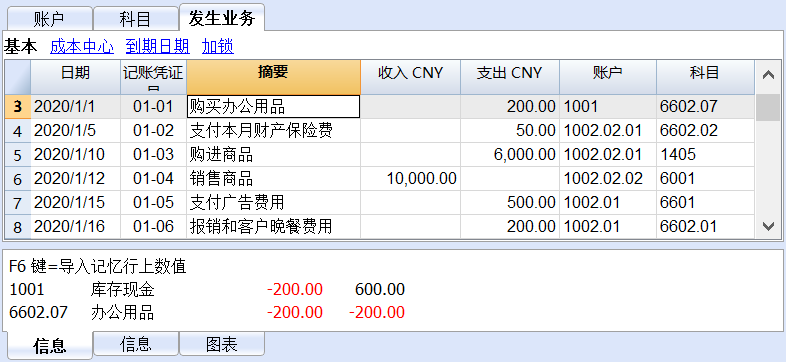 账户 科目 发生业务
基本 成本中心 到期日期 加锁
日期 记账凭证 摘要 收入 CNY 支出 CNY 账户 科目
3 2020/1/1 01-01 购买办公用品 200.00 1001 6602.07
4 2020/1/5 01-02 支付本月财产保险费 50.00 1002.02.01 6602.02
5 2020/1/10 01-03 购进商品 6,000.00 1002.02.01 1405
6 2020/1/12 01-04 销售商品 10,000.00 1002.02.02 6001
7 2020/1/15 01-05 支付广告费用 500.00 1002.01 6601
8 2020/1/16 01-06 报销和客户晚餐费用 200.00 1002.01 6602.01
F6 键=导入记忆行上数值
1001 库存现金 -200.00 600.00
6602.07 办公用品 -200.00 -200.00
信息 信息 图表